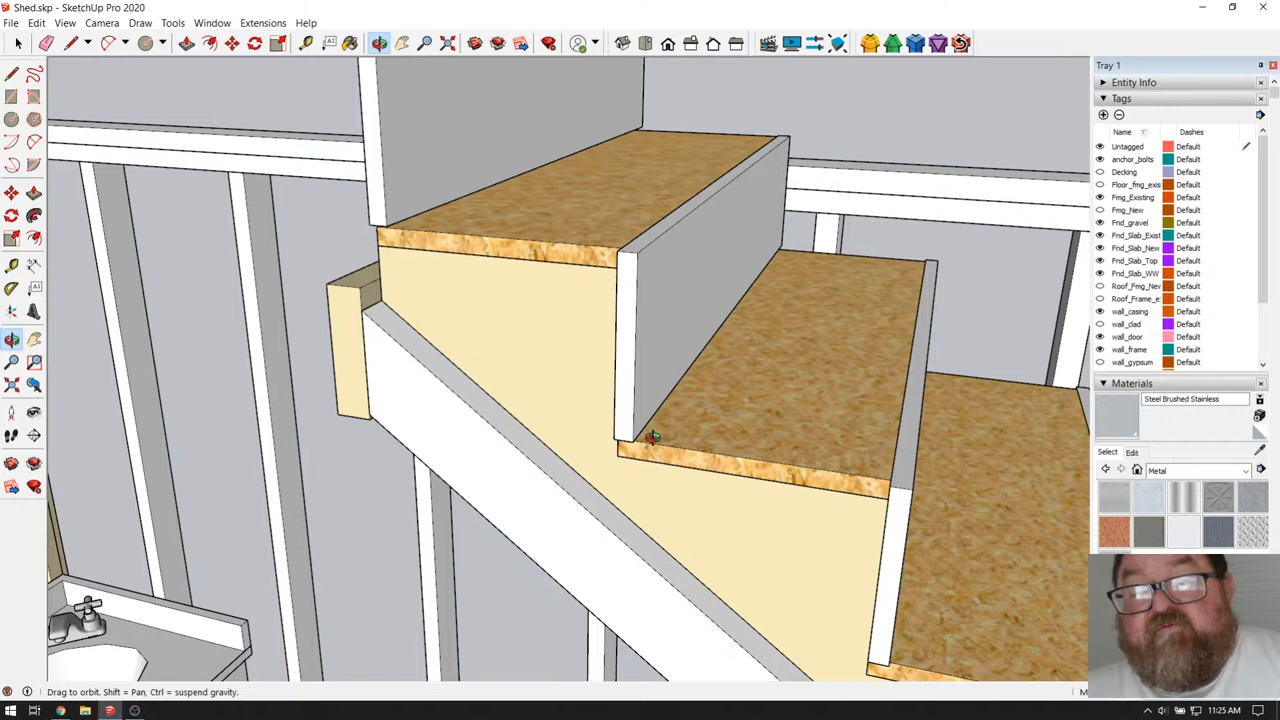 Shed.skp - SketchUp Pro 2020
File Edit View Camera Draw Tools Window Extensions Help
Tray 1
Entity Info
Tags
Name Dashes
Untagged Default
anchor_bolts Default
Decking Default
Floor_fmg_exis Default
Fmg_Existing Default
Fmg_New Default
Fnd_gravel Default
Fnd_Slab_Exist Default
Fnd_Slab_New Default
Fnd_Slab_Top Default
Fnd_Slab_WW Default
Roof_Fmg_New Default
Roof_Frame_e: Default
wall_casing Default
wall_clad Default
wall_door Default
wall_frame Default
wall_gypsum Default
Materials
Steel Brushed Stainless
Select Edit
Metal
Drag to orbit. Shift = Pan, Ctrl = suspend gravity.
11:25 AM